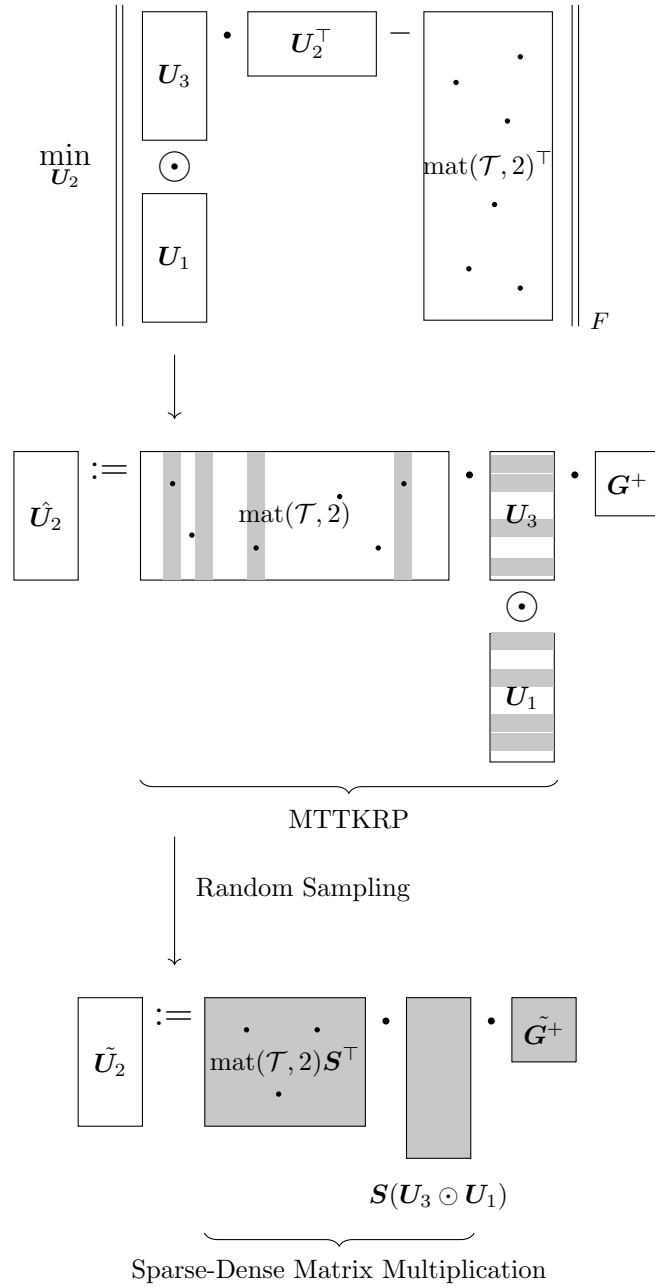 min ‖ U₃ · U₂^⊤ − mat(𝒯, 2)^⊤ ‖
U₂
⊙
U₁
F
Û₂ := mat(𝒯, 2) · U₃ · G⁺
⊙
U₁
MTTKRP
Random Sampling
Ũ₂ := mat(𝒯, 2)S^⊤ · · G̃⁺
S(U₃ ⊙ U₁)
Sparse-Dense Matrix Multiplication